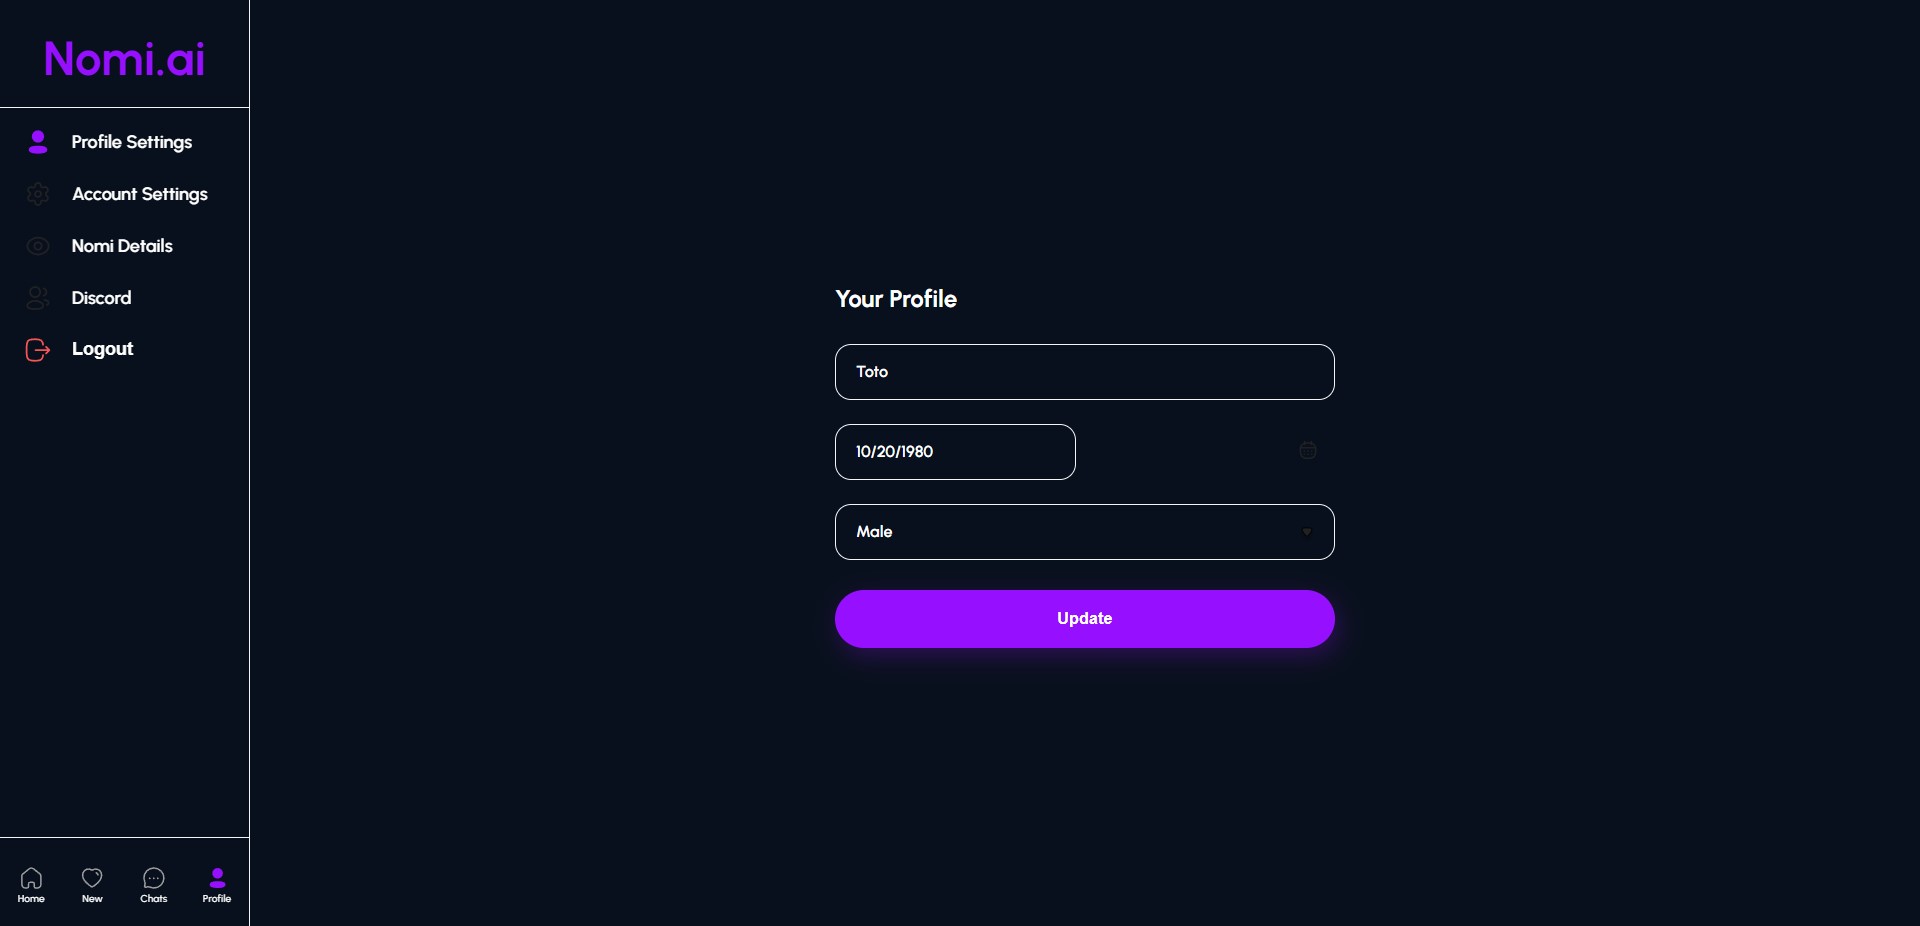 Nomi.ai
Profile Settings
Account Settings
Nomi Details
Discord
Logout
Your Profile
Toto
10/20/1980
Male
Update
Home
New
Chats
Profile